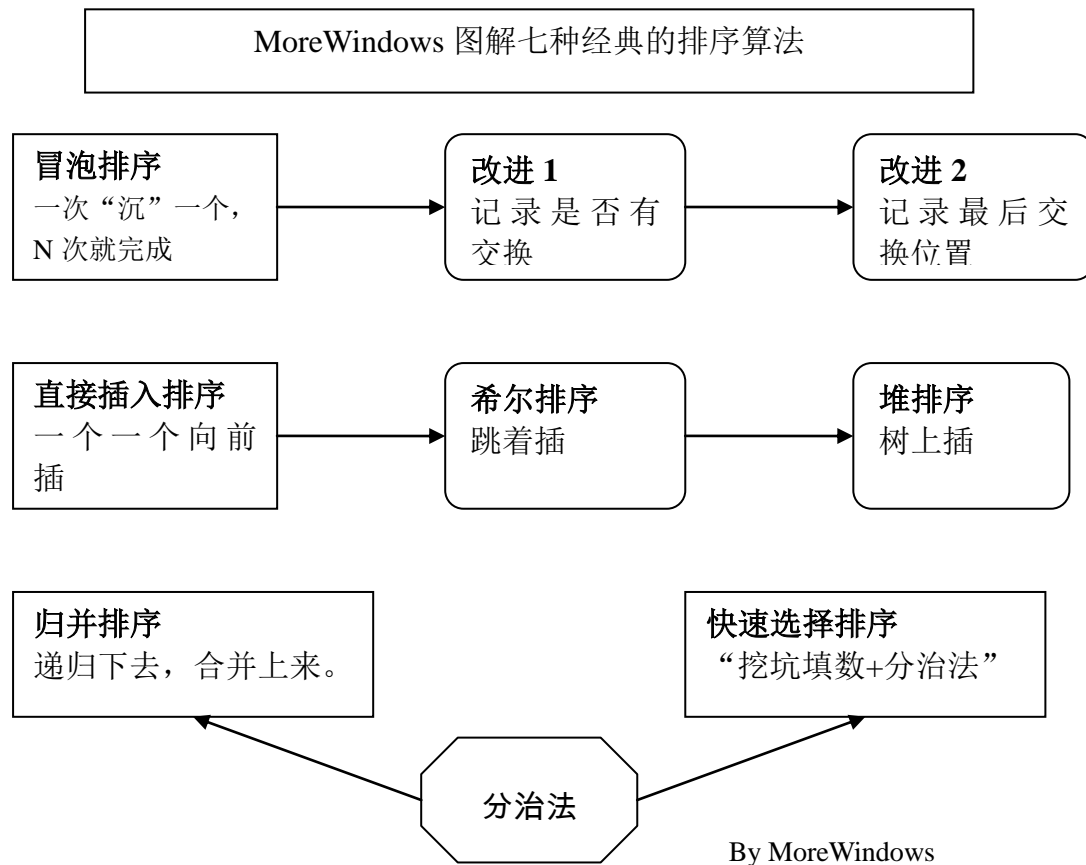 MoreWindows 图解七种经典的排序算法
冒泡排序
一次“沉”一个，
N 次就完成
改进 1
记录是否有
交换
改进 2
记录最后交
换位置
直接插入排序
一个一个向前
插
希尔排序
跳着插
堆排序
树上插
归并排序
递归下去，合并上来。
快速选择排序
“挖坑填数+分治法”
分治法
By MoreWindows